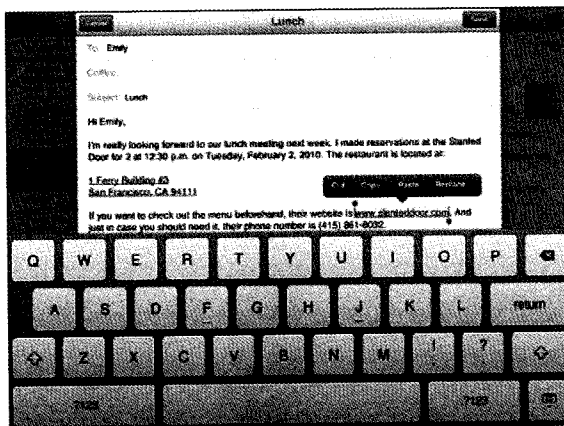 Cancel Lunch Send
To: Emily
Cc/Bcc:
Subject: Lunch
Hi Emily,
I'm really looking forward to our lunch meeting next week. I made reservations at the Slanted
Door for 2 at 12:30 p.m. on Tuesday, February 2, 2010. The restaurant is located at:
1 Ferry Building #3
San Francisco, CA 94111
Cut Copy Paste Replace
If you want to check out the menu beforehand, their website is www.slanteddoor.com. And
just in case you should need it, their phone number is (415) 861-8032.
Q W E R T Y U I O P
A S D F G H J K L return
Z X C V B N M ! , ? .
.?123 .?123